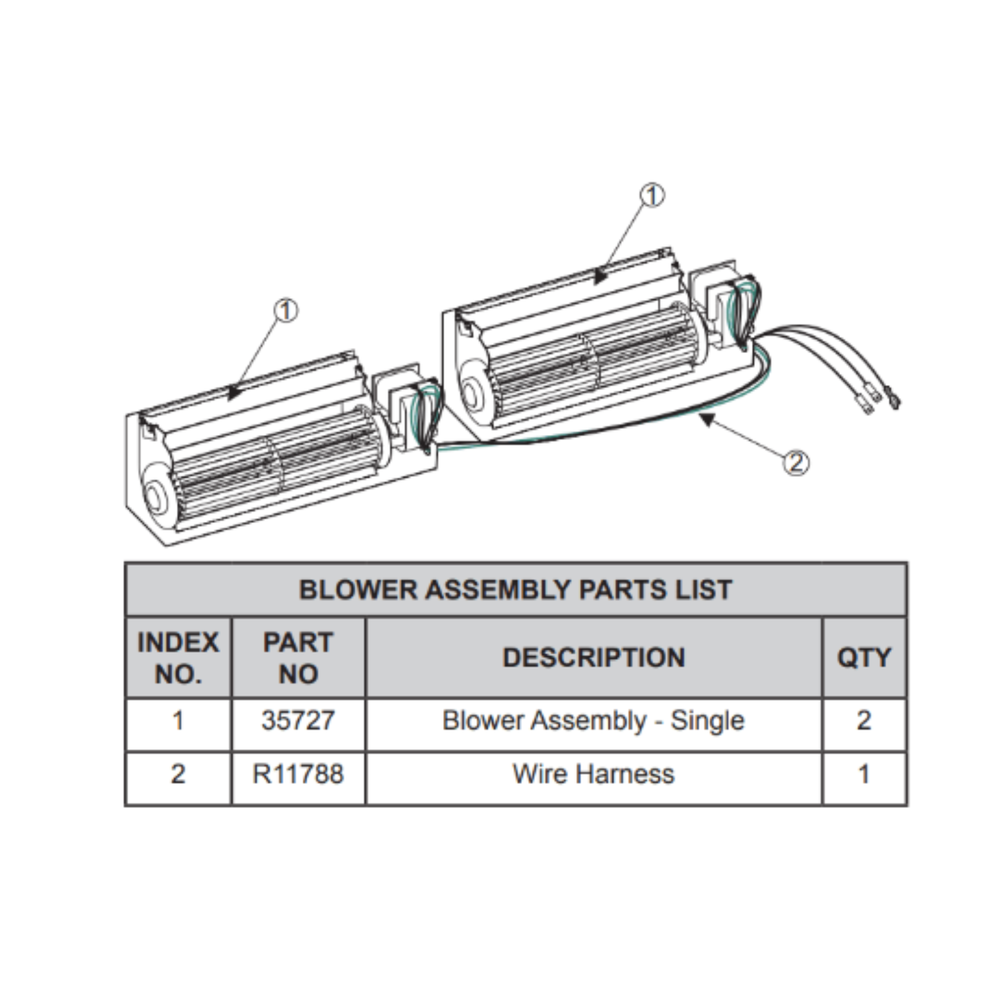 1
1
2
BLOWER ASSEMBLY PARTS LIST
INDEX NO. PART NO DESCRIPTION QTY
1 35727 Blower Assembly - Single 2
2 R11788 Wire Harness 1